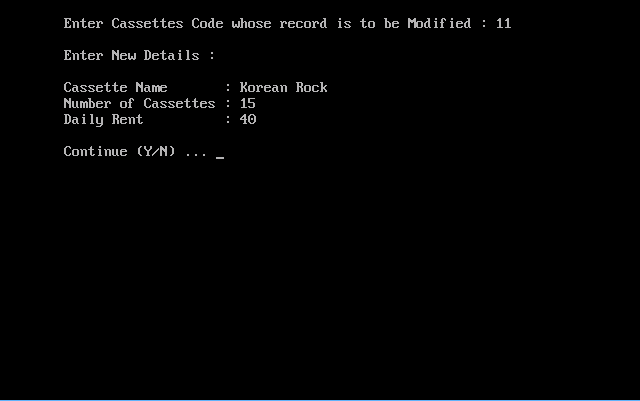 Enter Cassettes Code whose record is to be Modified : 11
Enter New Details :
Cassette Name : Korean Rock
Number of Cassettes : 15
Daily Rent : 40
Continue (Y/N) ... _